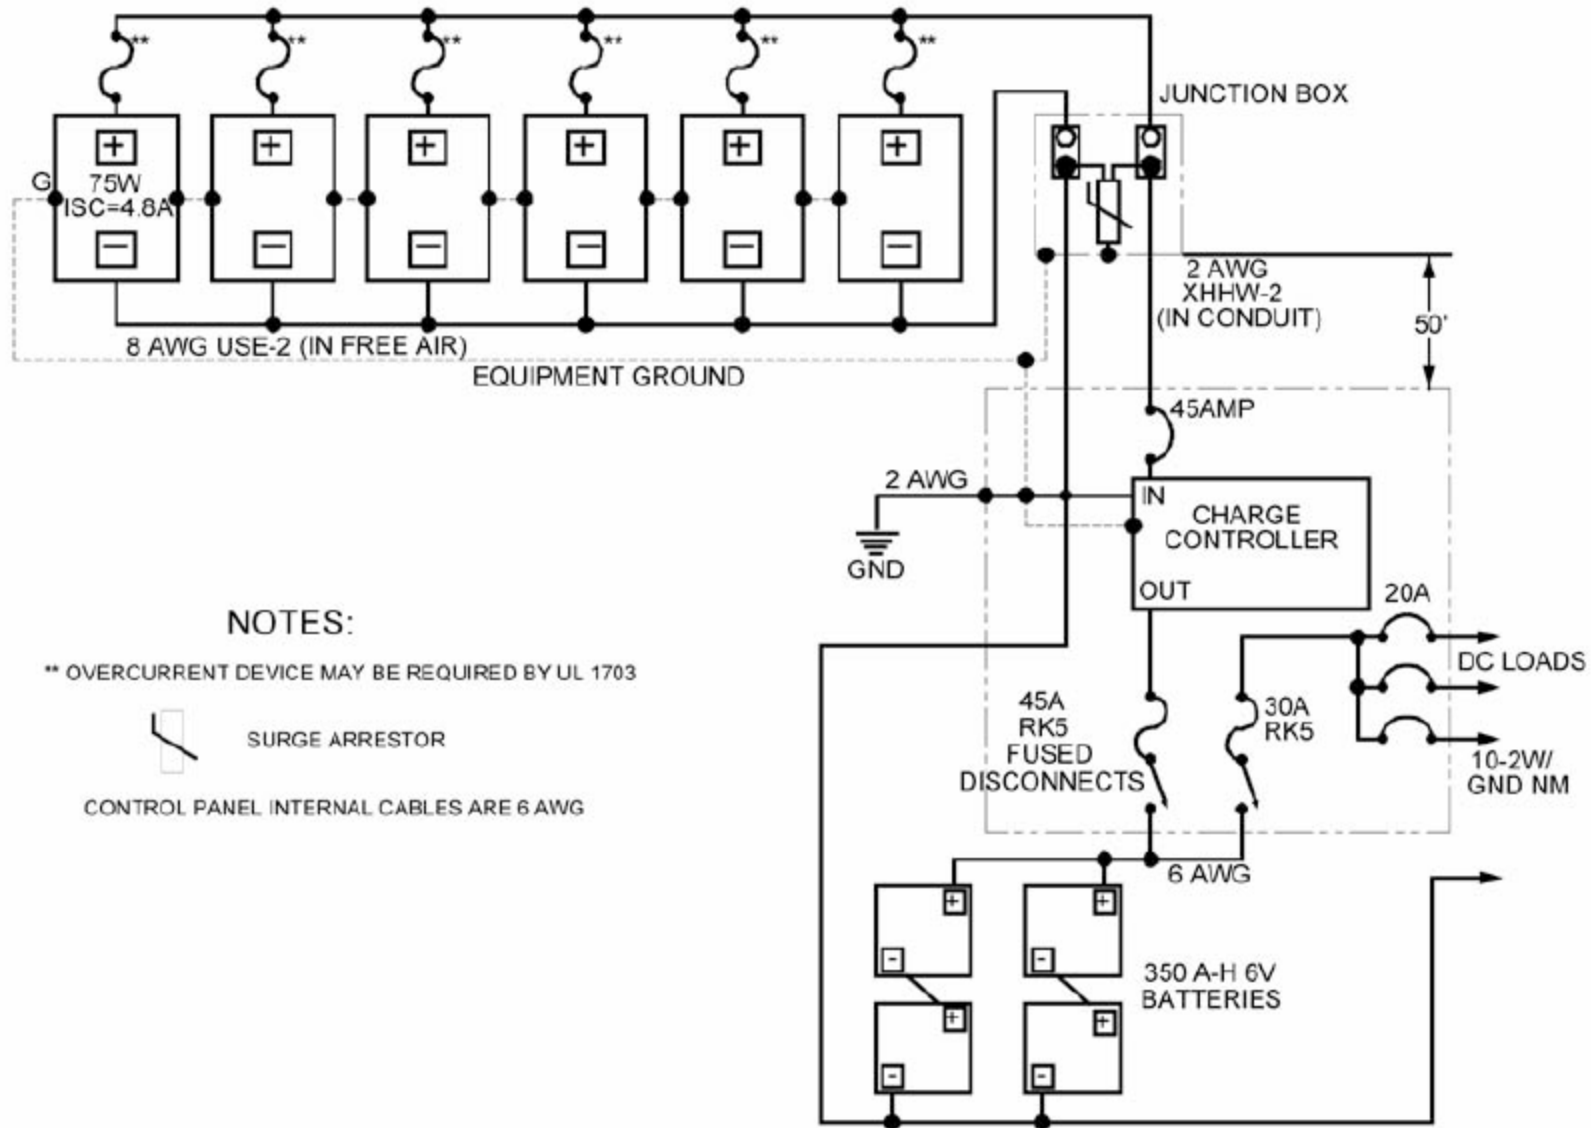 **
**
**
**
**
**
JUNCTION BOX
+
+
+
+
+
+
G
75W
ISC=4.8A
−
−
−
−
−
−
2 AWG
XHHW-2
(IN CONDUIT)
50'
8 AWG USE-2 (IN FREE AIR)
EQUIPMENT GROUND
45AMP
2 AWG
IN
CHARGE
CONTROLLER
GND
OUT
20A
DC LOADS
NOTES:
** OVERCURRENT DEVICE MAY BE REQUIRED BY UL 1703
SURGE ARRESTOR
CONTROL PANEL INTERNAL CABLES ARE 6 AWG
45A
RK5
FUSED
DISCONNECTS
30A
RK5
10-2W/
GND NM
6 AWG
+
+
-
-
350 A-H 6V
BATTERIES
+
+
-
-